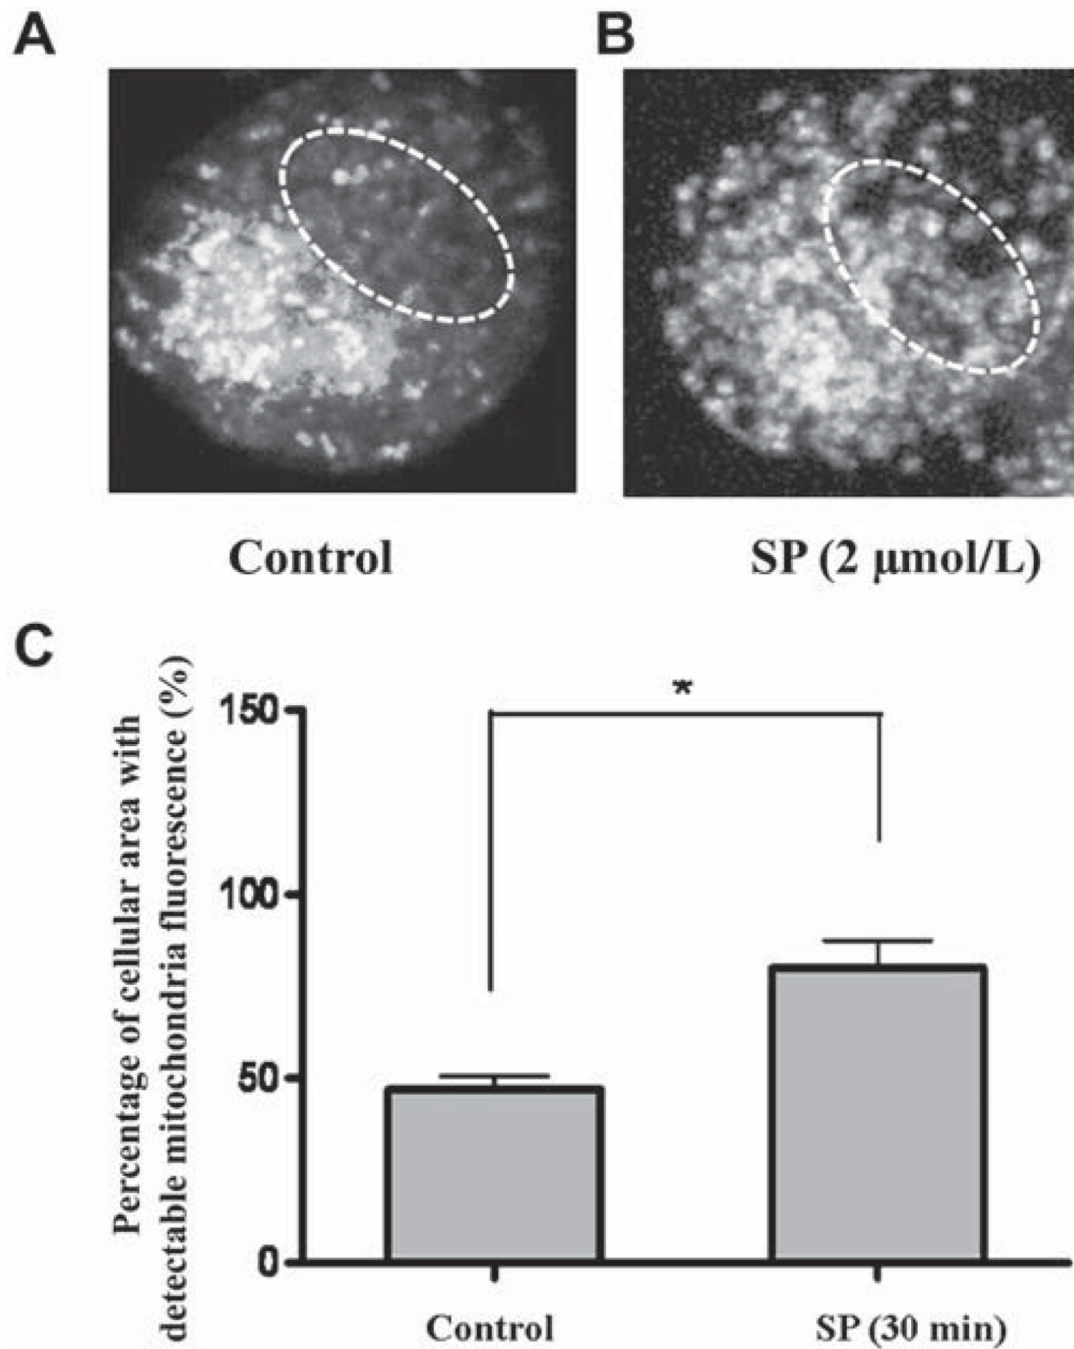 A
B
Control
SP (2 μmol/L)
C
Percentage of cellular area with
detectable mitochondria fluorescence (%)
150
*
100
50
0
Control
SP (30 min)